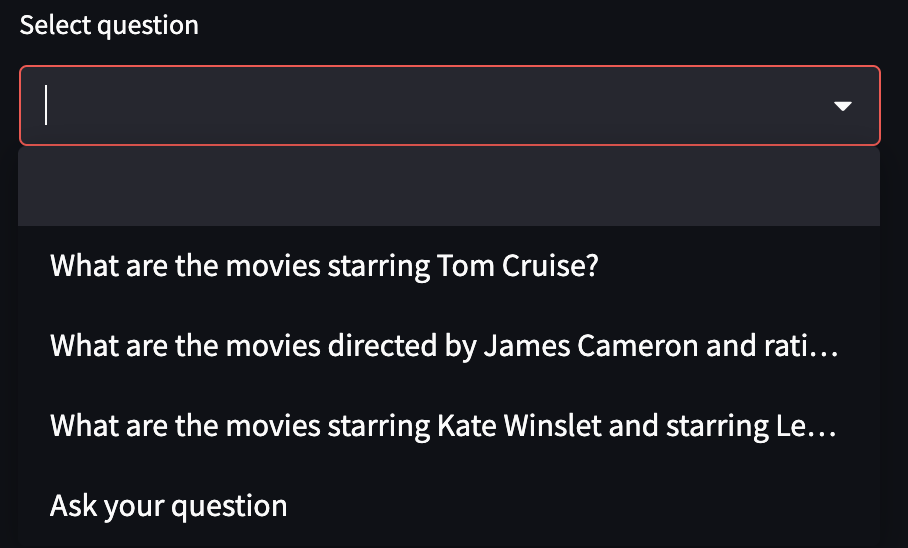 Select question
What are the movies starring Tom Cruise?
What are the movies directed by James Cameron and rati...
What are the movies starring Kate Winslet and starring Le...
Ask your question